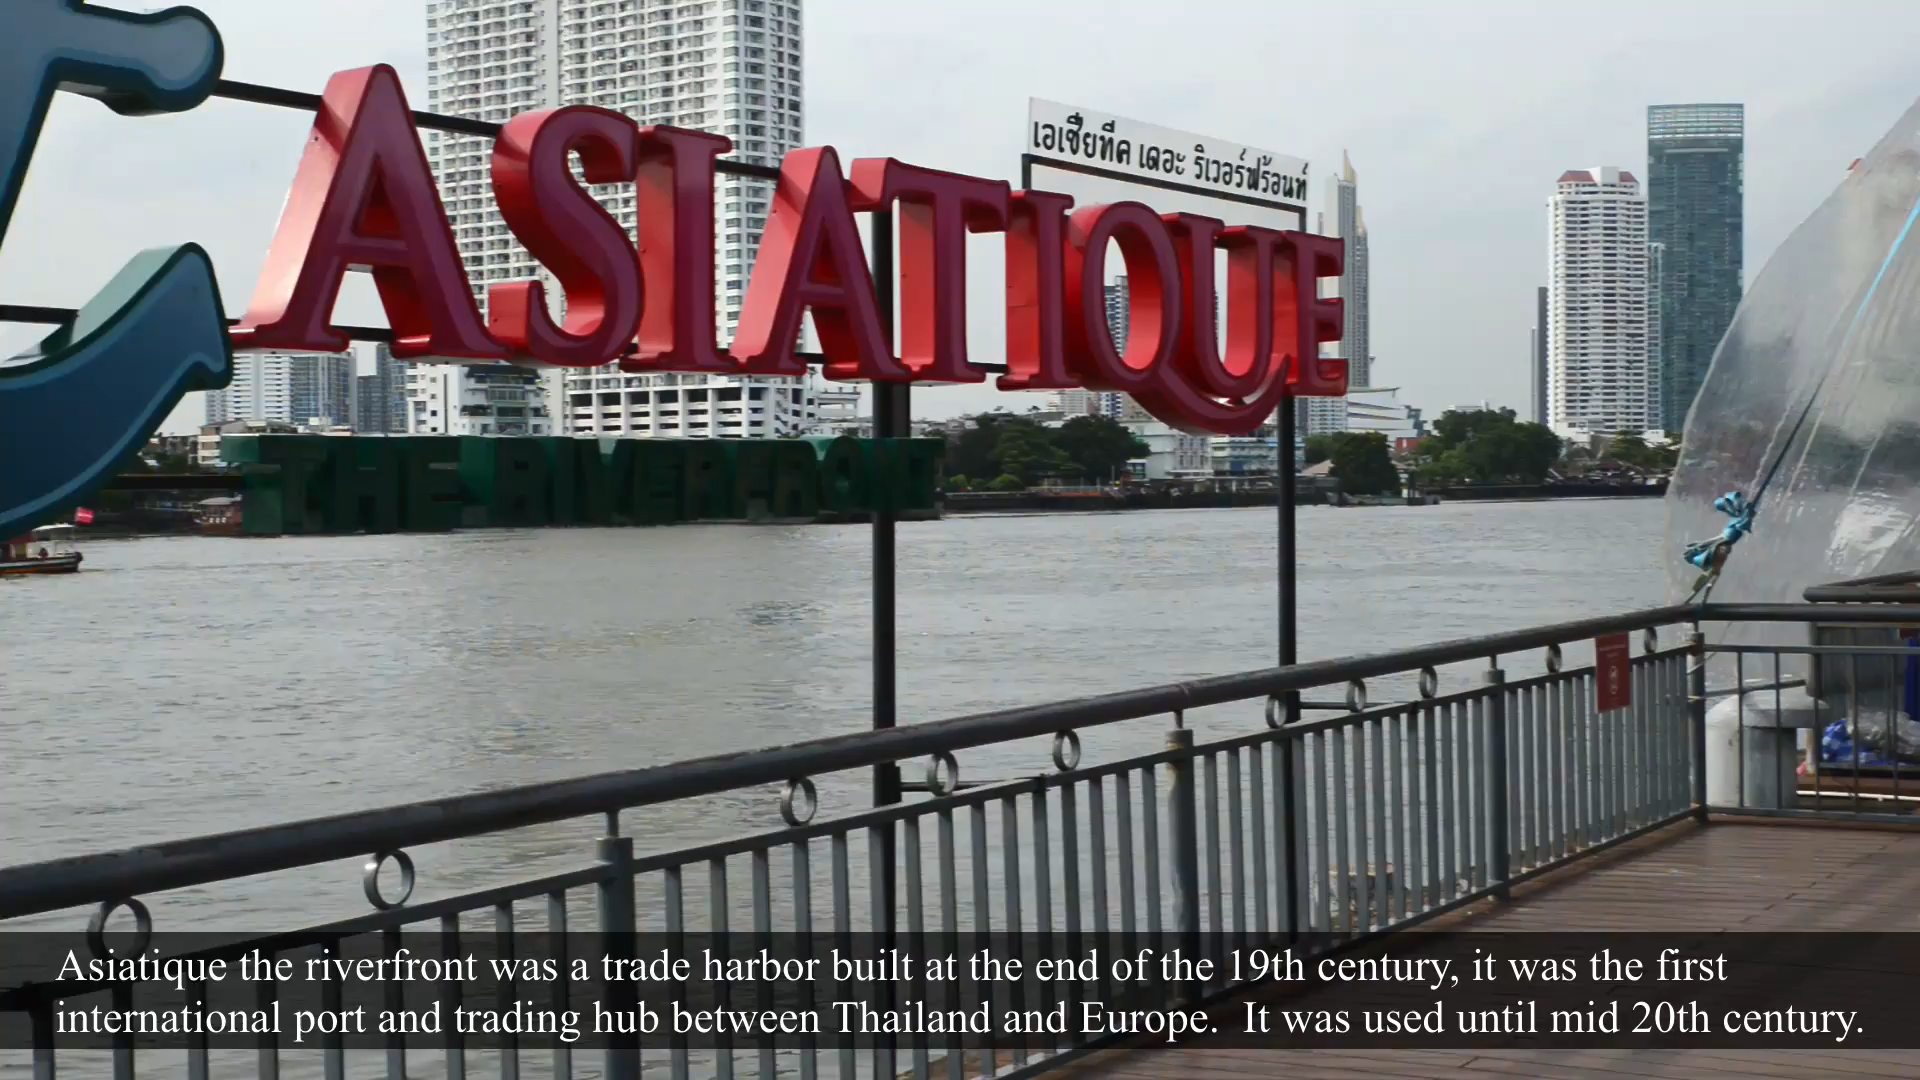 ASIATIQUE
เอเชียทีค เดอะ ริเวอร์ฟร้อนท์
THE RIVERFRONT
Asiatique the riverfront was a trade harbor built at the end of the 19th century, it was the first
international port and trading hub between Thailand and Europe.  It was used until mid 20th century.